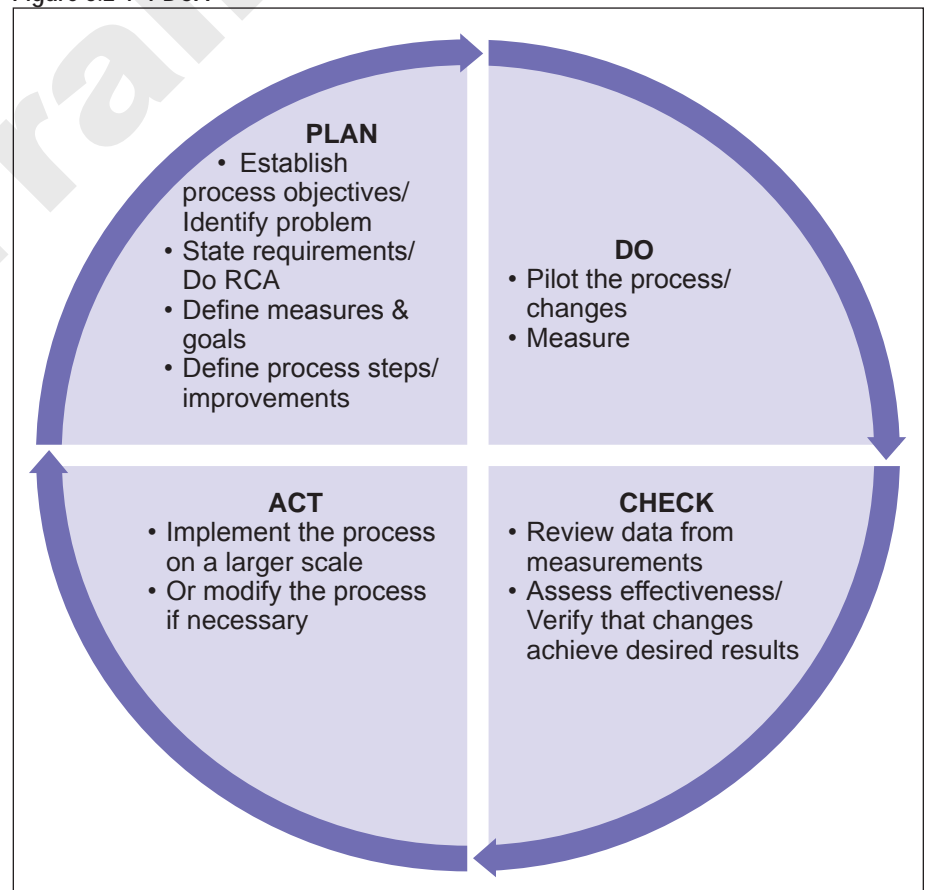 PLAN
• Establish
process objectives/
Identify problem
• State requirements/
Do RCA
• Define measures &
goals
• Define process steps/
improvements
DO
• Pilot the process/
changes
• Measure
ACT
• Implement the process
on a larger scale
• Or modify the process
if necessary
CHECK
• Review data from
measurements
• Assess effectiveness/
Verify that changes
achieve desired results